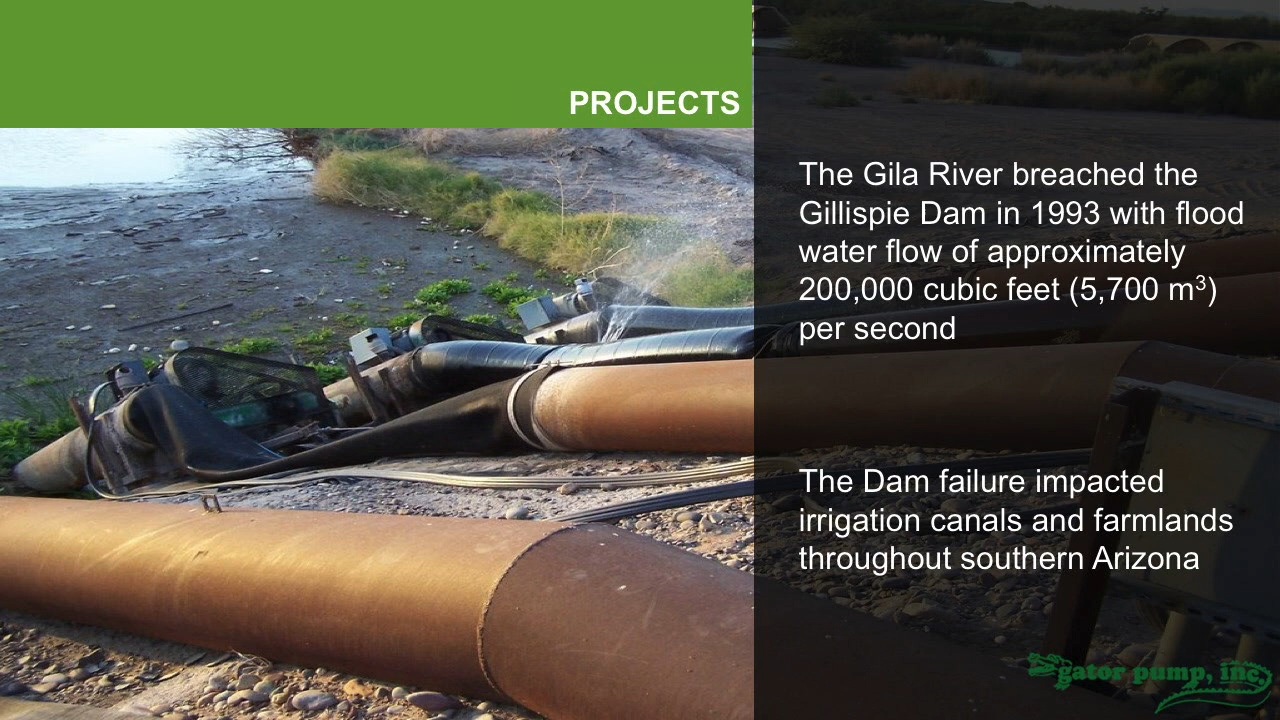 PROJECTS
The Gila River breached the
Gillispie Dam in 1993 with flood
water flow of approximately
200,000 cubic feet (5,700 m³)
per second
The Dam failure impacted
irrigation canals and farmlands
throughout southern Arizona
gator pump, inc.